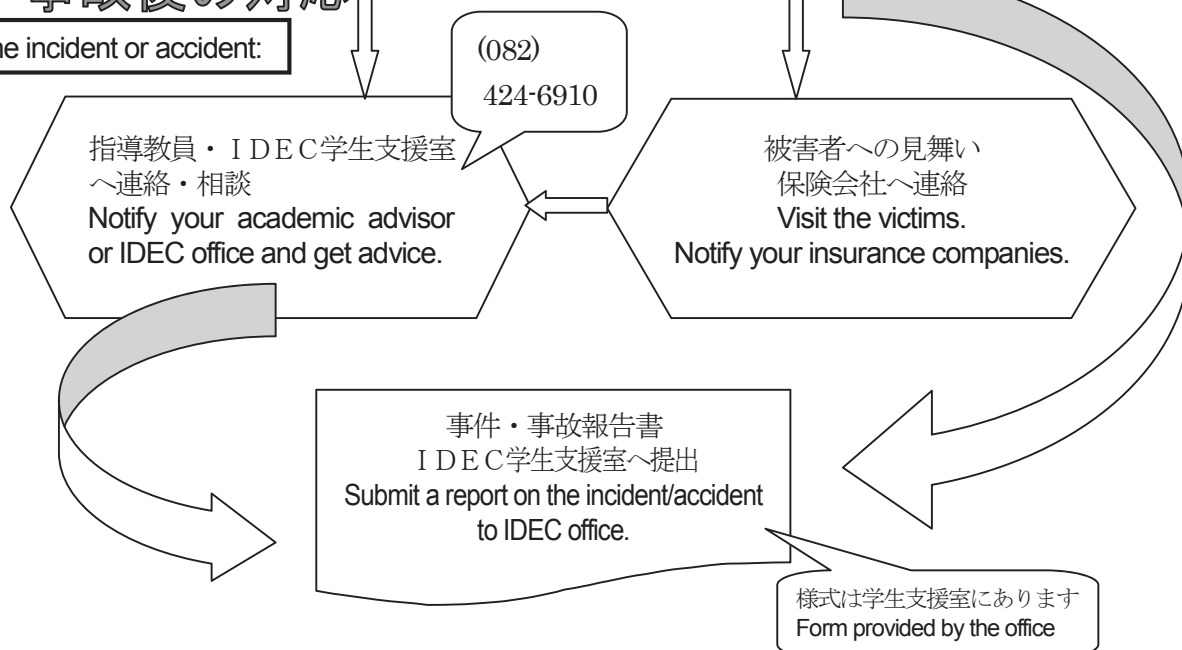 事故後の対応
he incident or accident:
(082)
424-6910
指導教員・ＩＤＥＣ学生支援室
へ連絡・相談
Notify your academic advisor
or IDEC office and get advice.
被害者への見舞い
保険会社へ連絡
Visit the victims.
Notify your insurance companies.
事件・事故報告書
ＩＤＥＣ学生支援室へ提出
Submit a report on the incident/accident
to IDEC office.
様式は学生支援室にあります
Form provided by the office